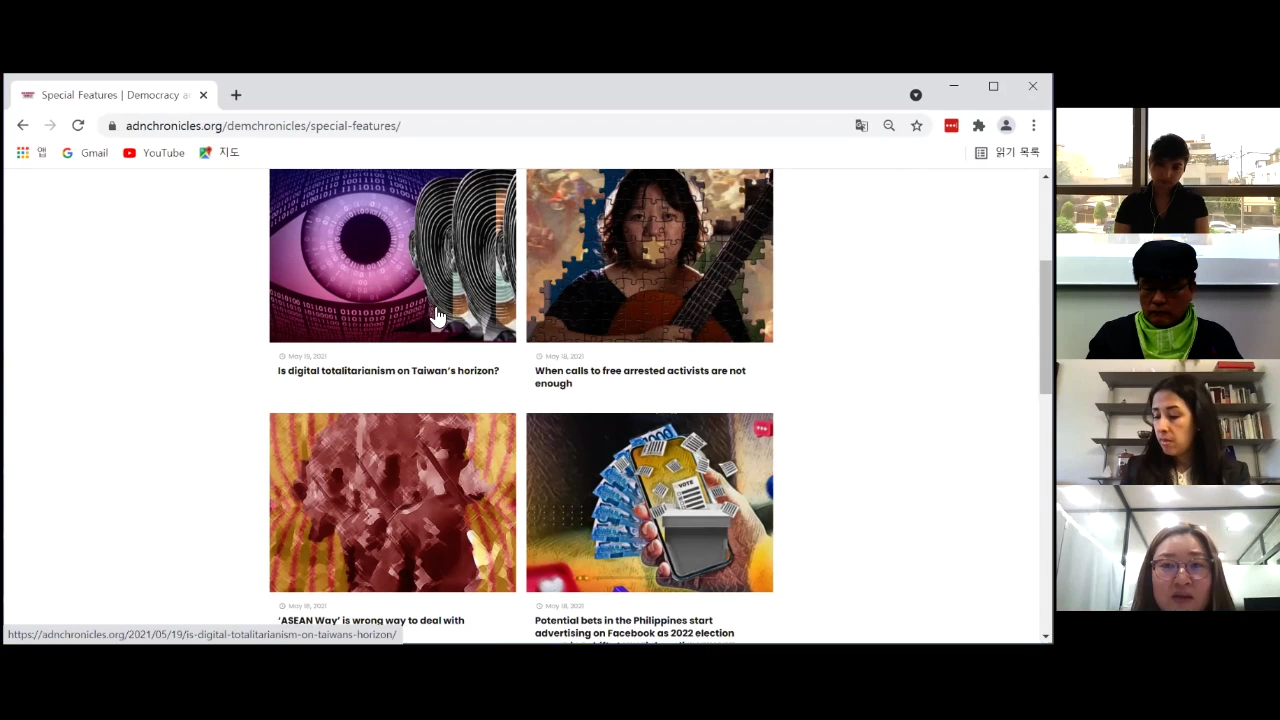 Special Features | Democracy a
adnchronicles.org/demchronicles/special-features/
앱
Gmail
YouTube
지도
읽기 목록
May 19, 2021
Is digital totalitarianism on Taiwan's horizon?
May 18, 2021
When calls to free arrested activists are not
enough
VOTE
May 18, 2021
'ASEAN Way' is wrong way to deal with
May 18, 2021
Potential bets in the Philippines start
advertising on Facebook as 2022 election
https://adnchronicles.org/2021/05/19/is-digital-totalitarianism-on-taiwans-horizon/